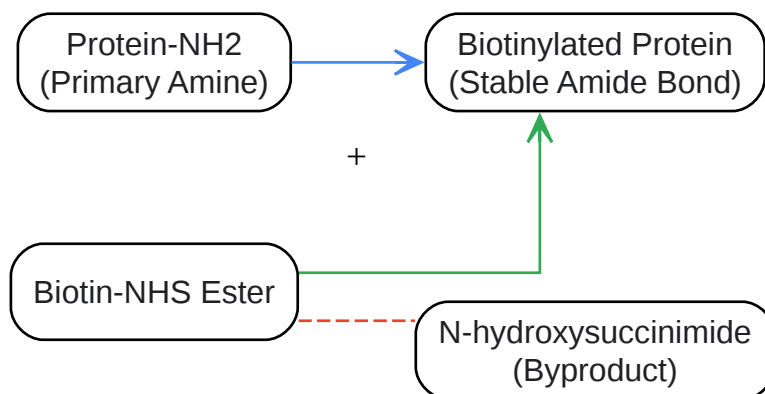 Protein-NH2
(Primary Amine)
Biotinylated Protein
(Stable Amide Bond)
+
Biotin-NHS Ester
N-hydroxysuccinimide
(Byproduct)